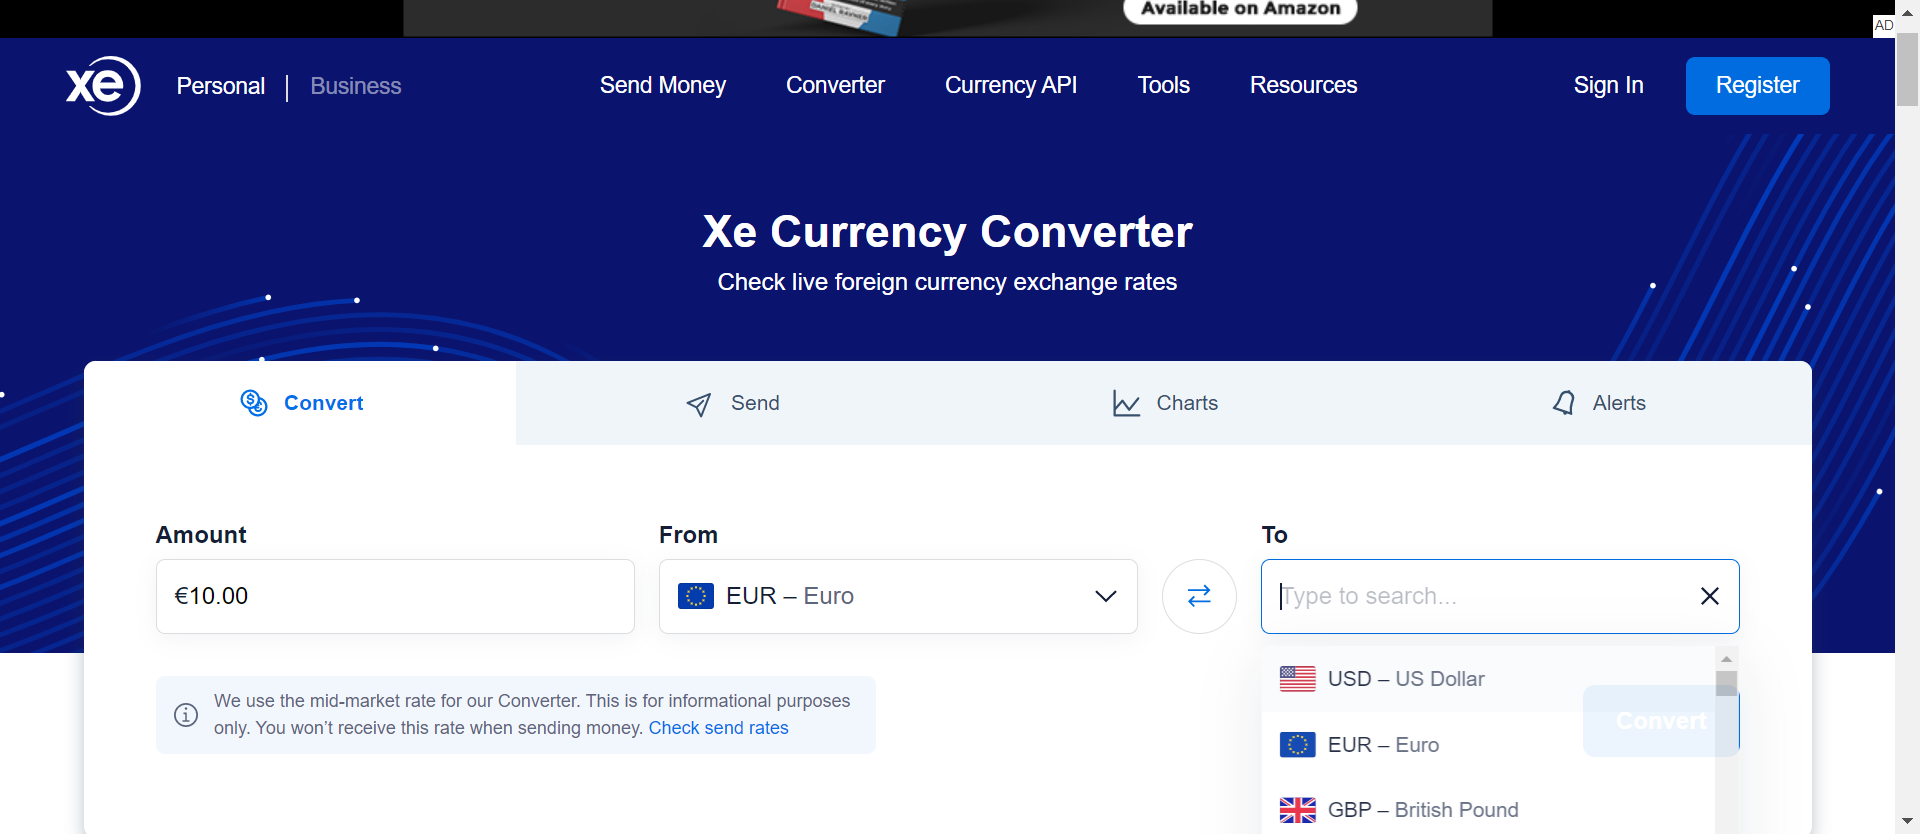 DANIEL RAYNER
Available on Amazon
AD
xe Personal Business Send Money Converter Currency API Tools Resources Sign In Register
Xe Currency Converter
Check live foreign currency exchange rates
Convert Send Charts Alerts
Amount From To
€10.00 EUR – Euro Type to search...
We use the mid-market rate for our Converter. This is for informational purposes
only. You won’t receive this rate when sending money. Check send rates
USD – US Dollar
Convert
EUR – Euro
GBP – British Pound